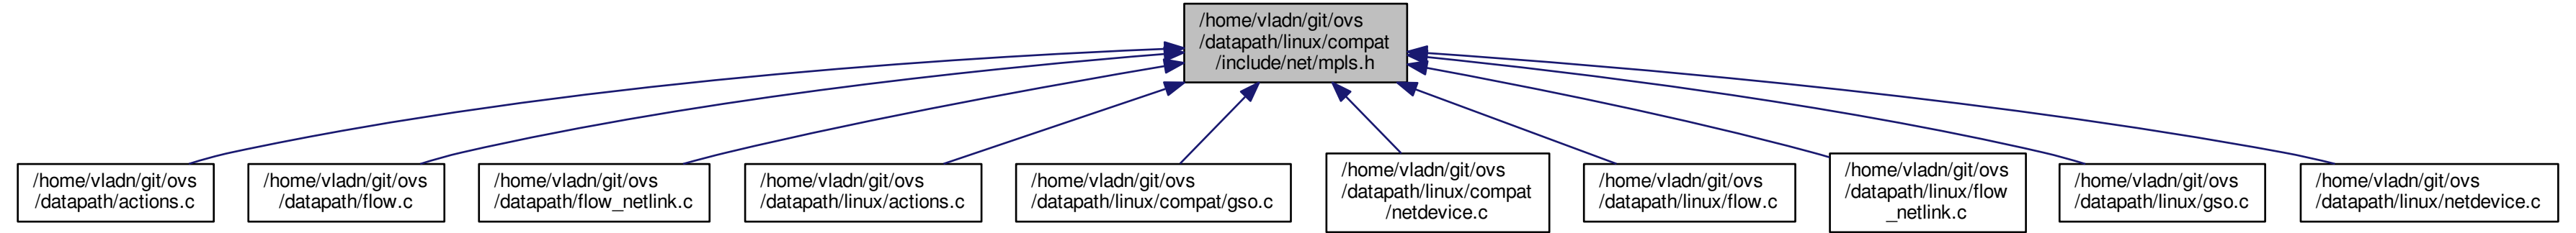 /home/vladn/git/ovs
/datapath/linux/compat
/include/net/mpls.h
/home/vladn/git/ovs
/datapath/actions.c
/home/vladn/git/ovs
/datapath/flow.c
/home/vladn/git/ovs
/datapath/flow_netlink.c
/home/vladn/git/ovs
/datapath/linux/actions.c
/home/vladn/git/ovs
/datapath/linux/compat/gso.c
/home/vladn/git/ovs
/datapath/linux/compat
/netdevice.c
/home/vladn/git/ovs
/datapath/linux/flow.c
/home/vladn/git/ovs
/datapath/linux/flow
_netlink.c
/home/vladn/git/ovs
/datapath/linux/gso.c
/home/vladn/git/ovs
/datapath/linux/netdevice.c